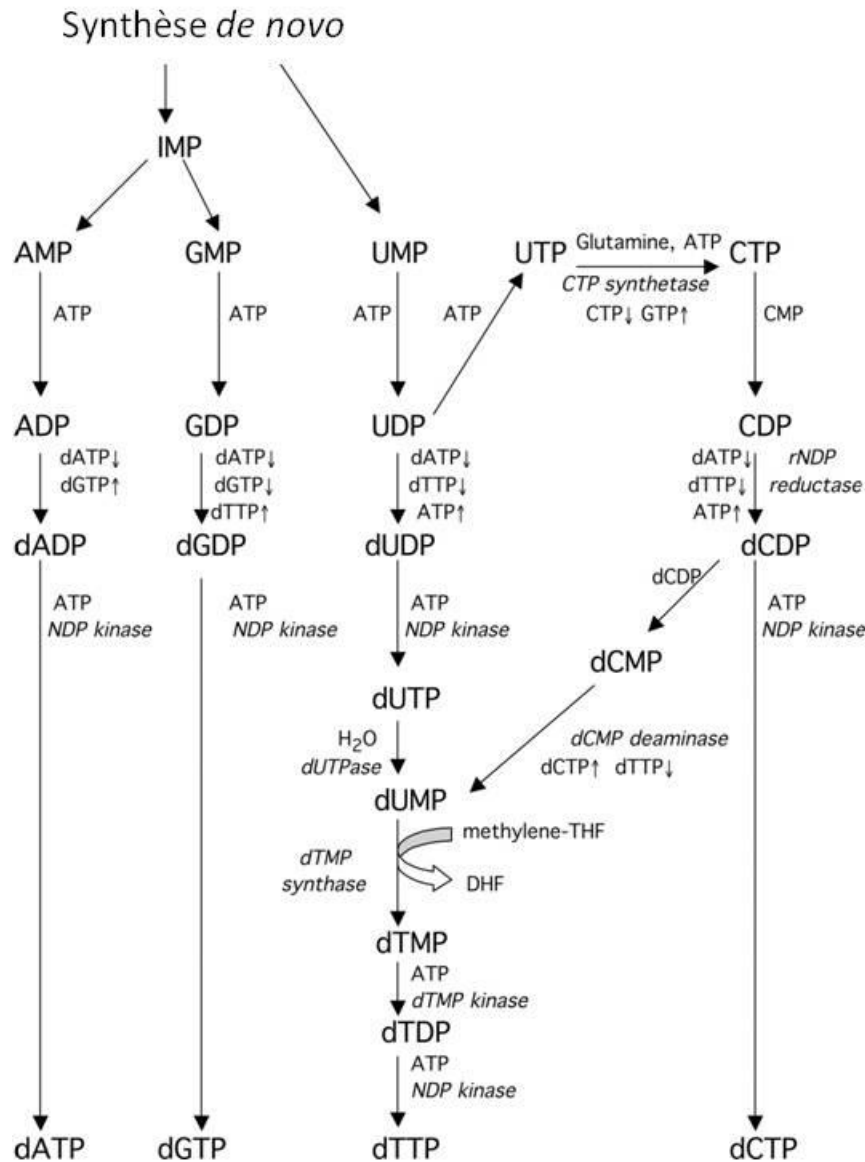 Synthèse de novo
IMP
AMP GMP UMP UTP Glutamine, ATP CTP
CTP synthetase
ATP ATP ATP ATP CTP↓ GTP↑ CMP
ADP GDP UDP CDP
dATP↓ dATP↓ dATP↓ dATP↓ rNDP
dGTP↑ dGTP↓ dTTP↓ dTTP↓ reductase
dTTP↑ ATP↑ ATP↑
dADP dGDP dUDP dCDP
dCDP
ATP ATP ATP ATP
NDP kinase NDP kinase NDP kinase NDP kinase
dCMP
dUTP
H₂O dCMP deaminase
dUTPase dCTP↑ dTTP↓
dUMP
methylene-THF
dTMP
synthase DHF
dTMP
ATP
dTMP kinase
dTDP
ATP
NDP kinase
dATP dGTP dTTP dCTP